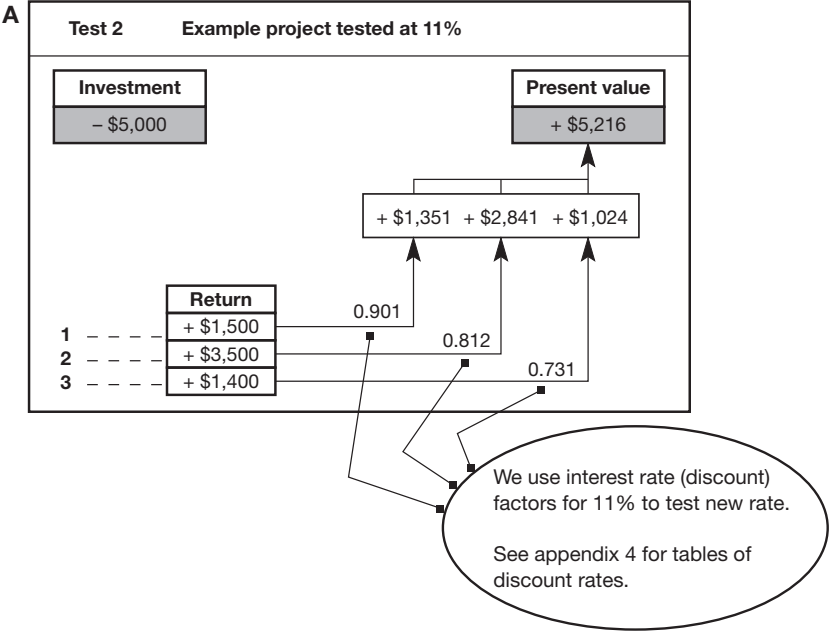 A
Test 2 Example project tested at 11%
Investment
– $5,000
Present value
+ $5,216
+ $1,351 + $2,841 + $1,024
Return
1 + $1,500 0.901
2 + $3,500 0.812
3 + $1,400 0.731
We use interest rate (discount)
factors for 11% to test new rate.
See appendix 4 for tables of
discount rates.